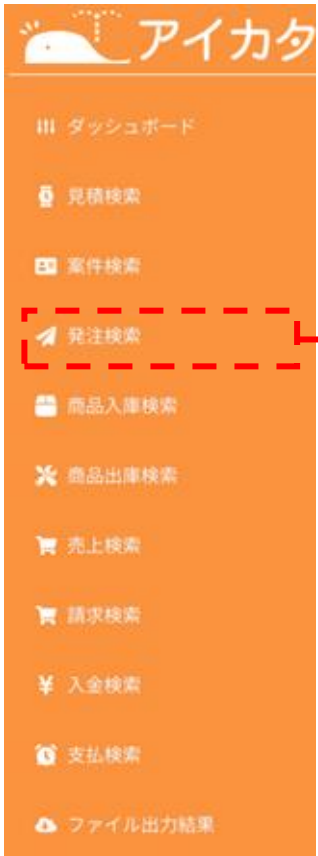 アイカタ
ダッシュボード
見積検索
案件検索
発注検索
商品入庫検索
商品出庫検索
売上検索
請求検索
入金検索
支払検索
ファイル出力結果